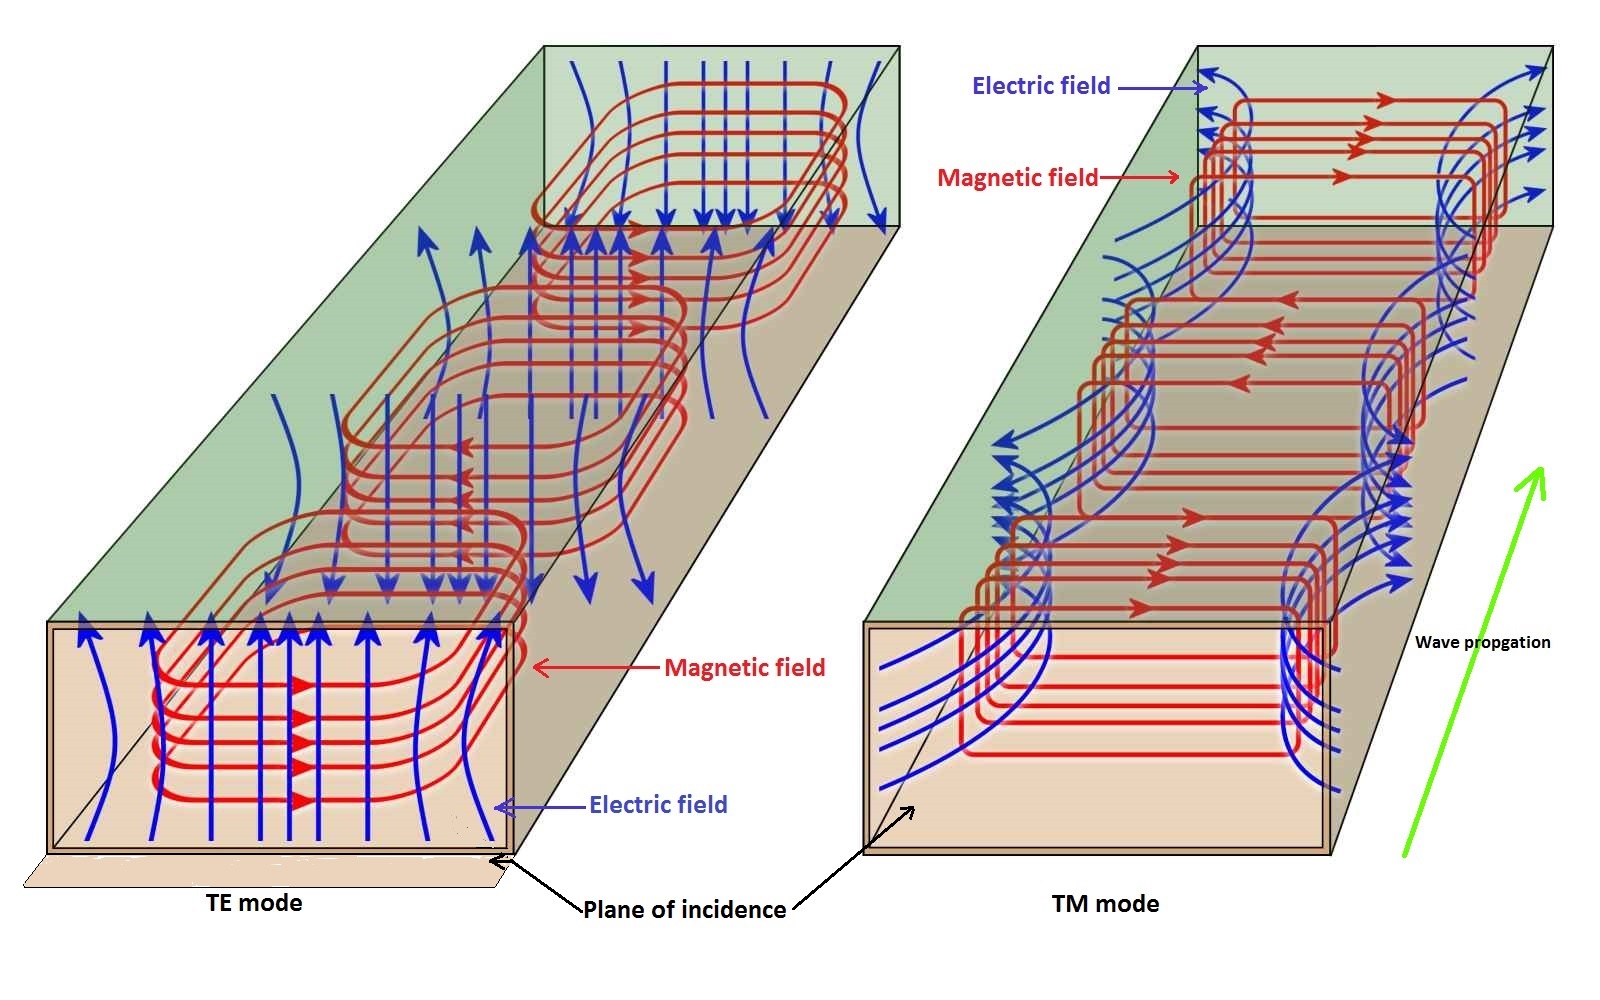 Electric field
Magnetic field
Wave propgation
Magnetic field
Electric field
TE mode
Plane of incidence
TM mode